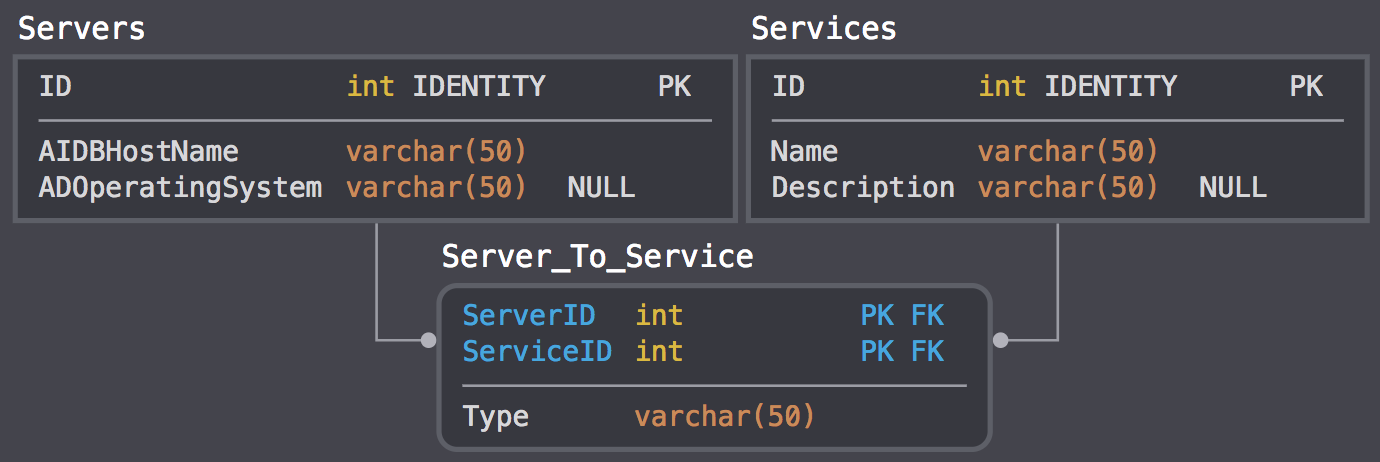 Servers
ID int IDENTITY PK
AIDBHostName varchar(50)
ADOperatingSystem varchar(50) NULL
Services
ID int IDENTITY PK
Name varchar(50)
Description varchar(50) NULL
Server_To_Service
ServerID int PK FK
ServiceID int PK FK
Type varchar(50)